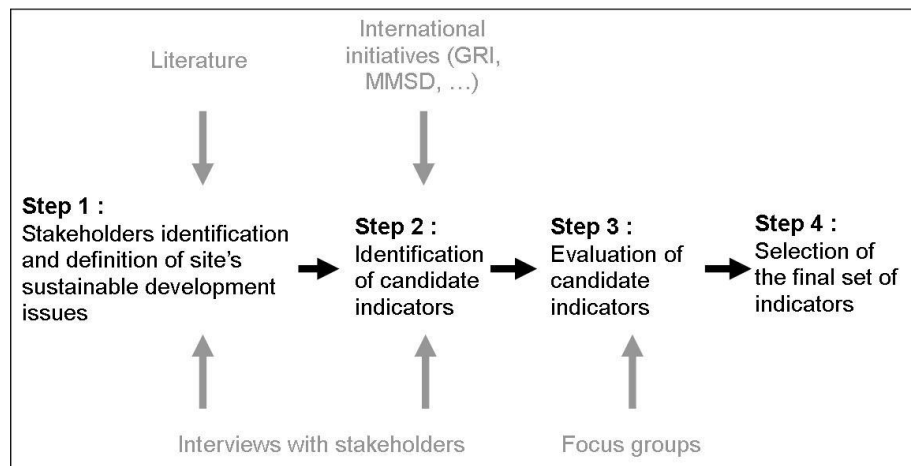 Literature
International
initiatives (GRI,
MMSD, …)
Step 1 :
Stakeholders identification
and definition of site's
sustainable development
issues
Step 2 :
Identification
of candidate
indicators
Step 3 :
Evaluation of
candidate
indicators
Step 4 :
Selection of
the final set of
indicators
Interviews with stakeholders
Focus groups